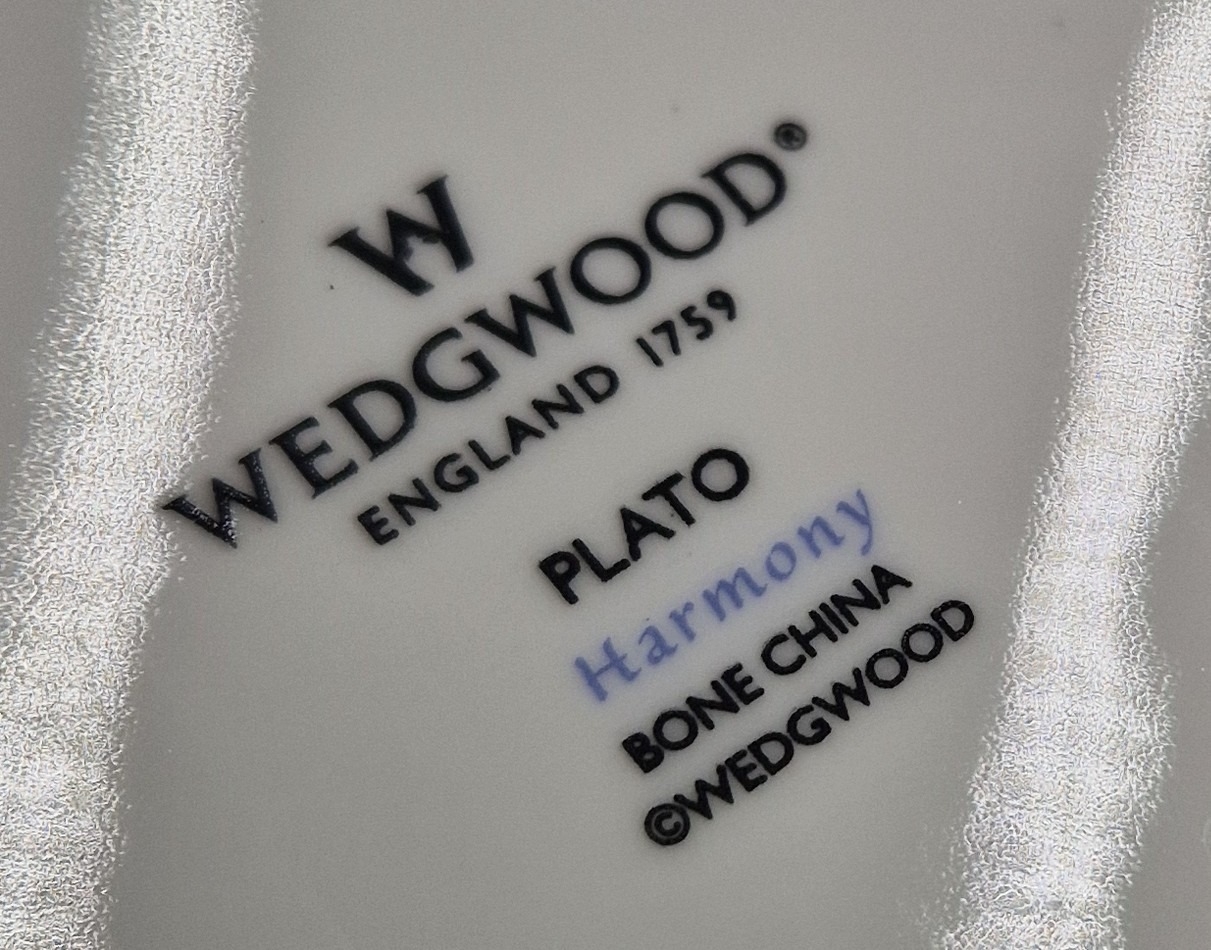 W
WEDGWOOD®
ENGLAND 1759
PLATO
Harmony
BONE CHINA
©WEDGWOOD